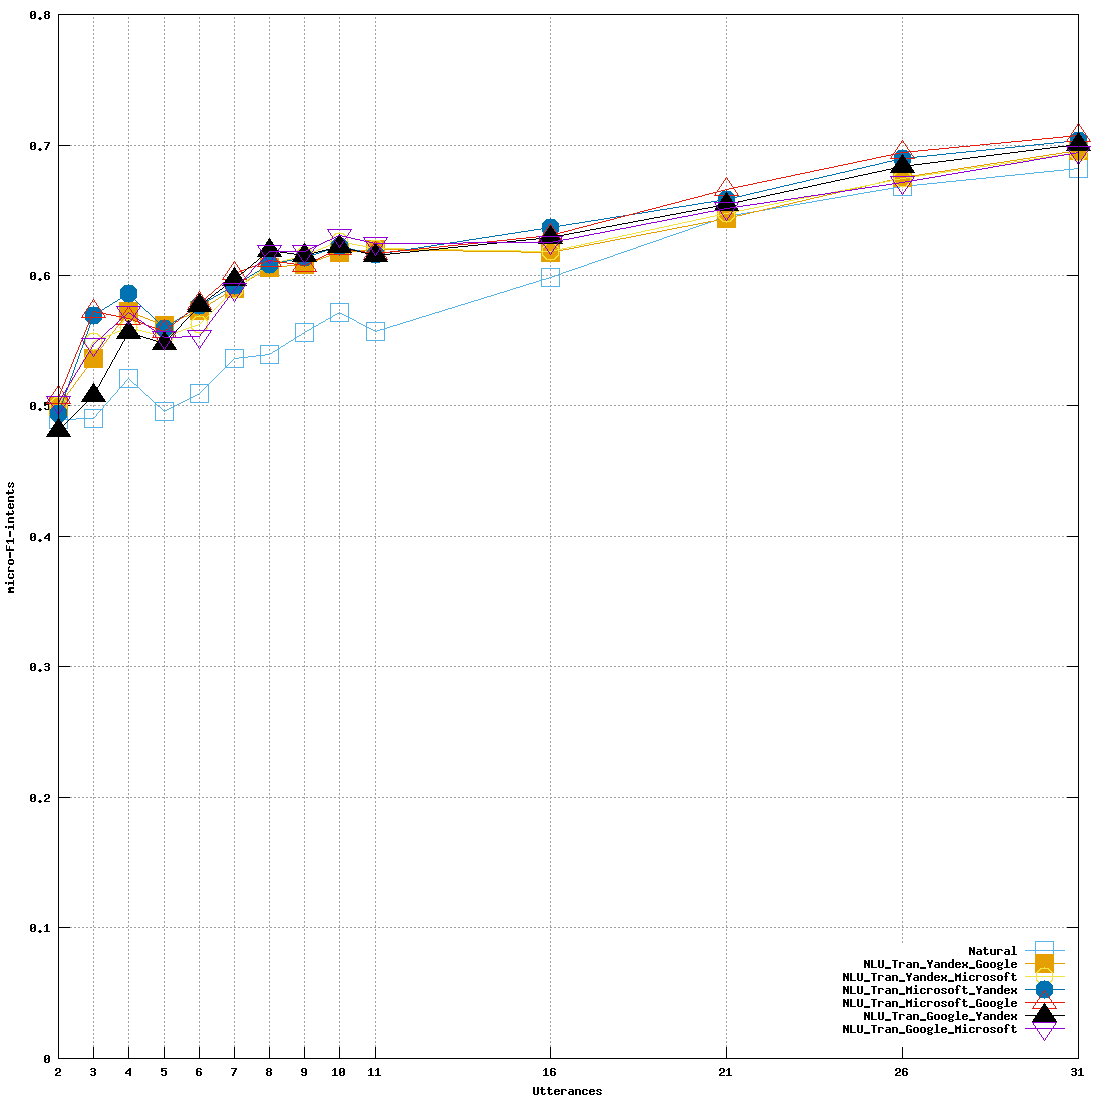 0.8
0.7
0.6
0.5
0.4
0.3
0.2
0.1
0
micro-F1-intents
2 3 4 5 6 7 8 9 10 11 16 21 26 31
Utterances
Natural
NLU_Tran_Yandex_Google
NLU_Tran_Yandex_Microsoft
NLU_Tran_Microsoft_Yandex
NLU_Tran_Microsoft_Google
NLU_Tran_Google_Yandex
NLU_Tran_Google_Microsoft